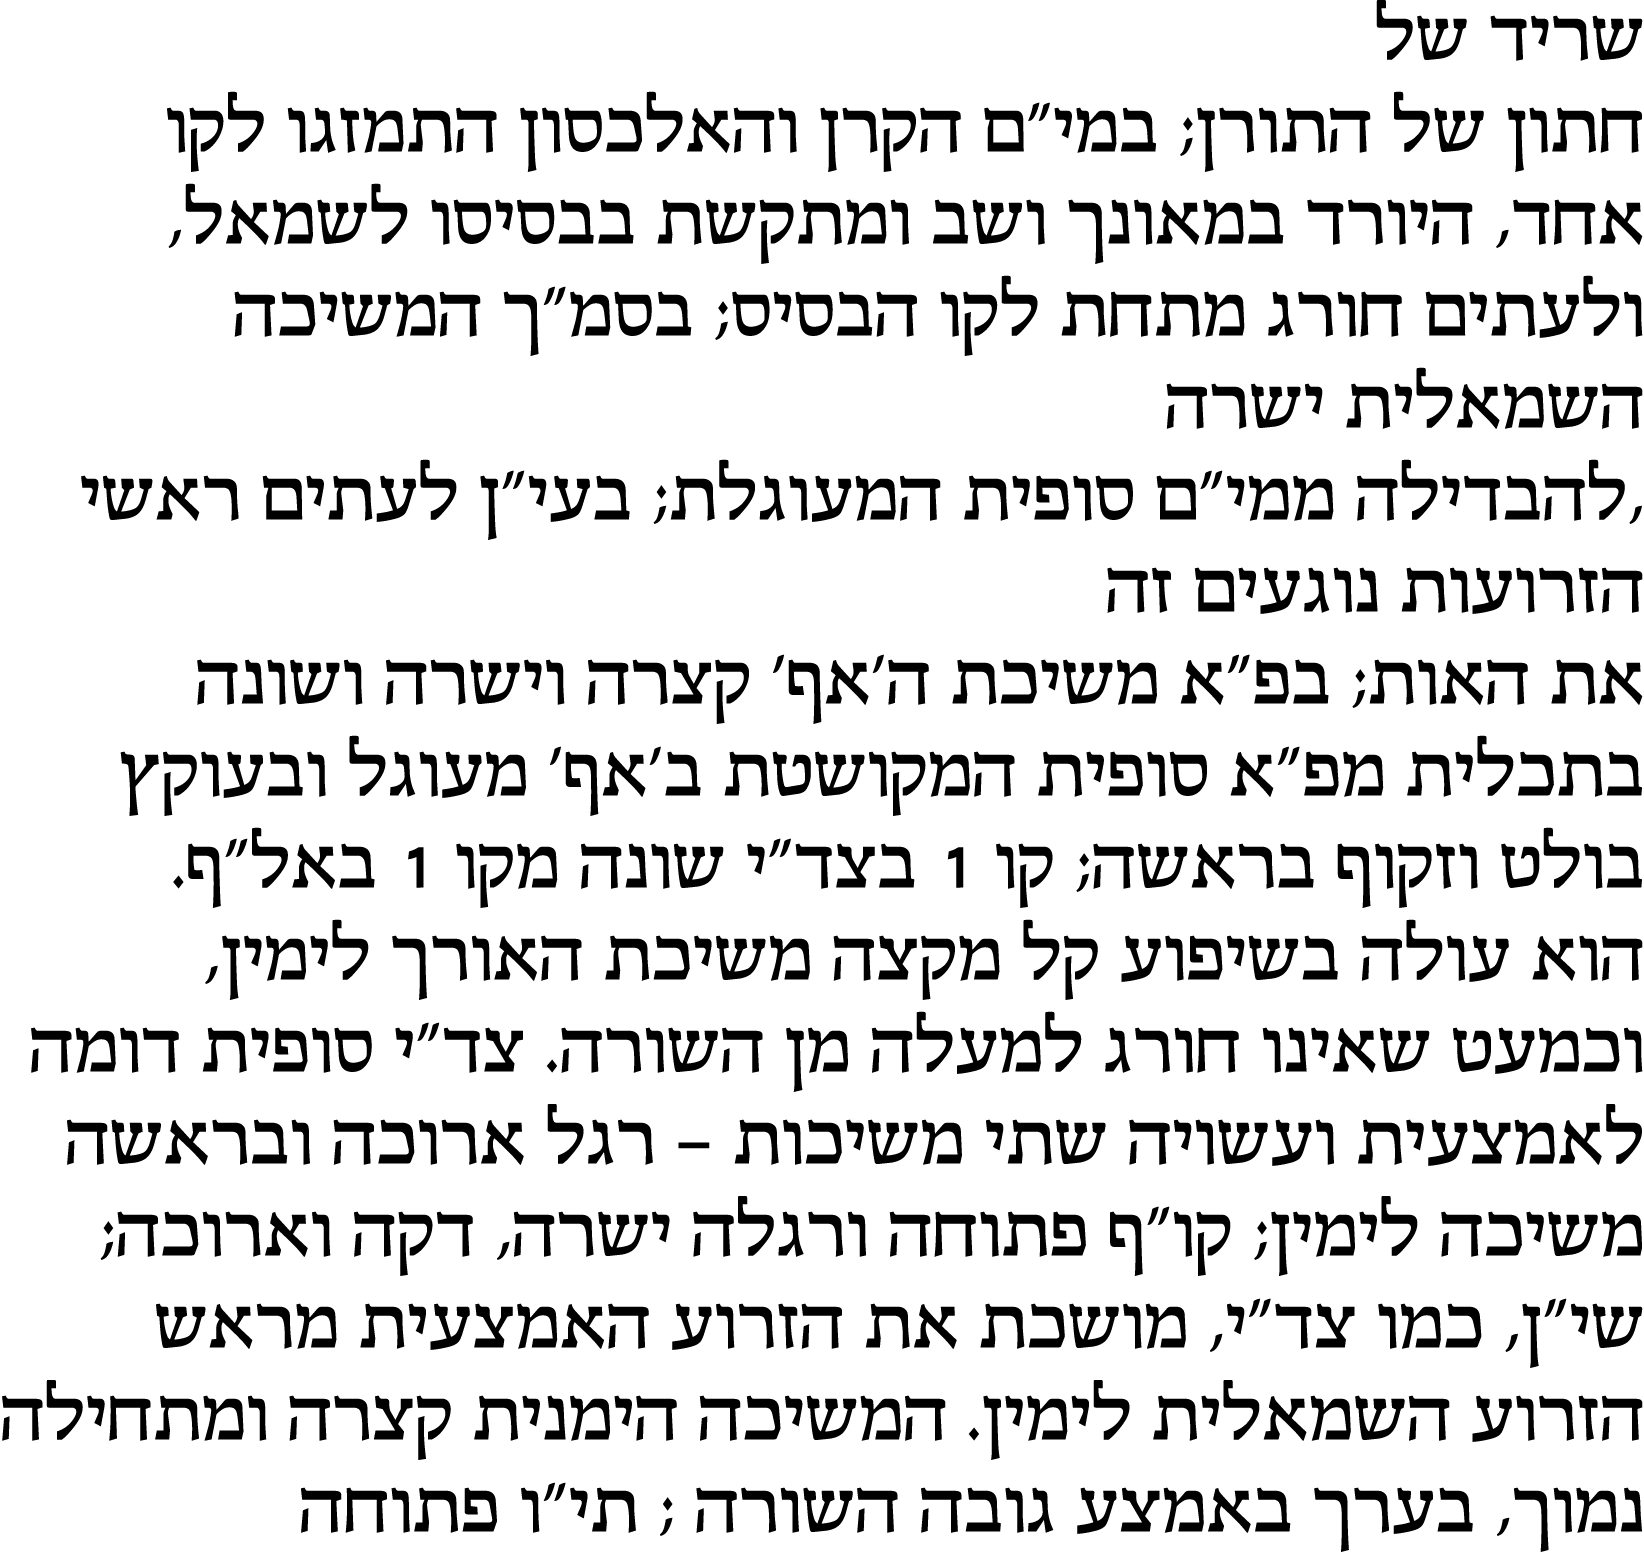 שריד של
חתון של התורן; במי״ם הקרן והאלכסון התמזגו לקו
אחד, היורד במאונך ושב ומתקשת בבסיסו לשמאל,
ולעתים חורג מתחת לקו הבסיס; בסמ״ך המשיכה
השמאלית ישרה
,להבדילה ממי״ם סופית המעוגלת; בעי״ן לעתים ראשי
הזרועות נוגעים זה
את האות; בפ״א משיכת ה׳אף׳ קצרה וישרה ושונה
בתכלית מפ״א סופית המקושטת ב׳אף׳ מעוגל ובעוקץ
בולט וזקוף בראשה; קו 1 בצד״י שונה מקו 1 באל״ף.
הוא עולה בשיפוע קל מקצה משיכת האורך לימין,
וכמעט שאינו חורג למעלה מן השורה. צד״י סופית דומה
לאמצעית ועשויה שתי משיכות – רגל ארוכה ובראשה
משיכה לימין; קו״ף פתוחה ורגלה ישרה, דקה וארוכה;
שי״ן, כמו צד״י, מושכת את הזרוע האמצעית מראש
הזרוע השמאלית לימין. המשיכה הימנית קצרה ומתחילה
נמוך, בערך באמצע גובה השורה ; תי״ו פתוחה